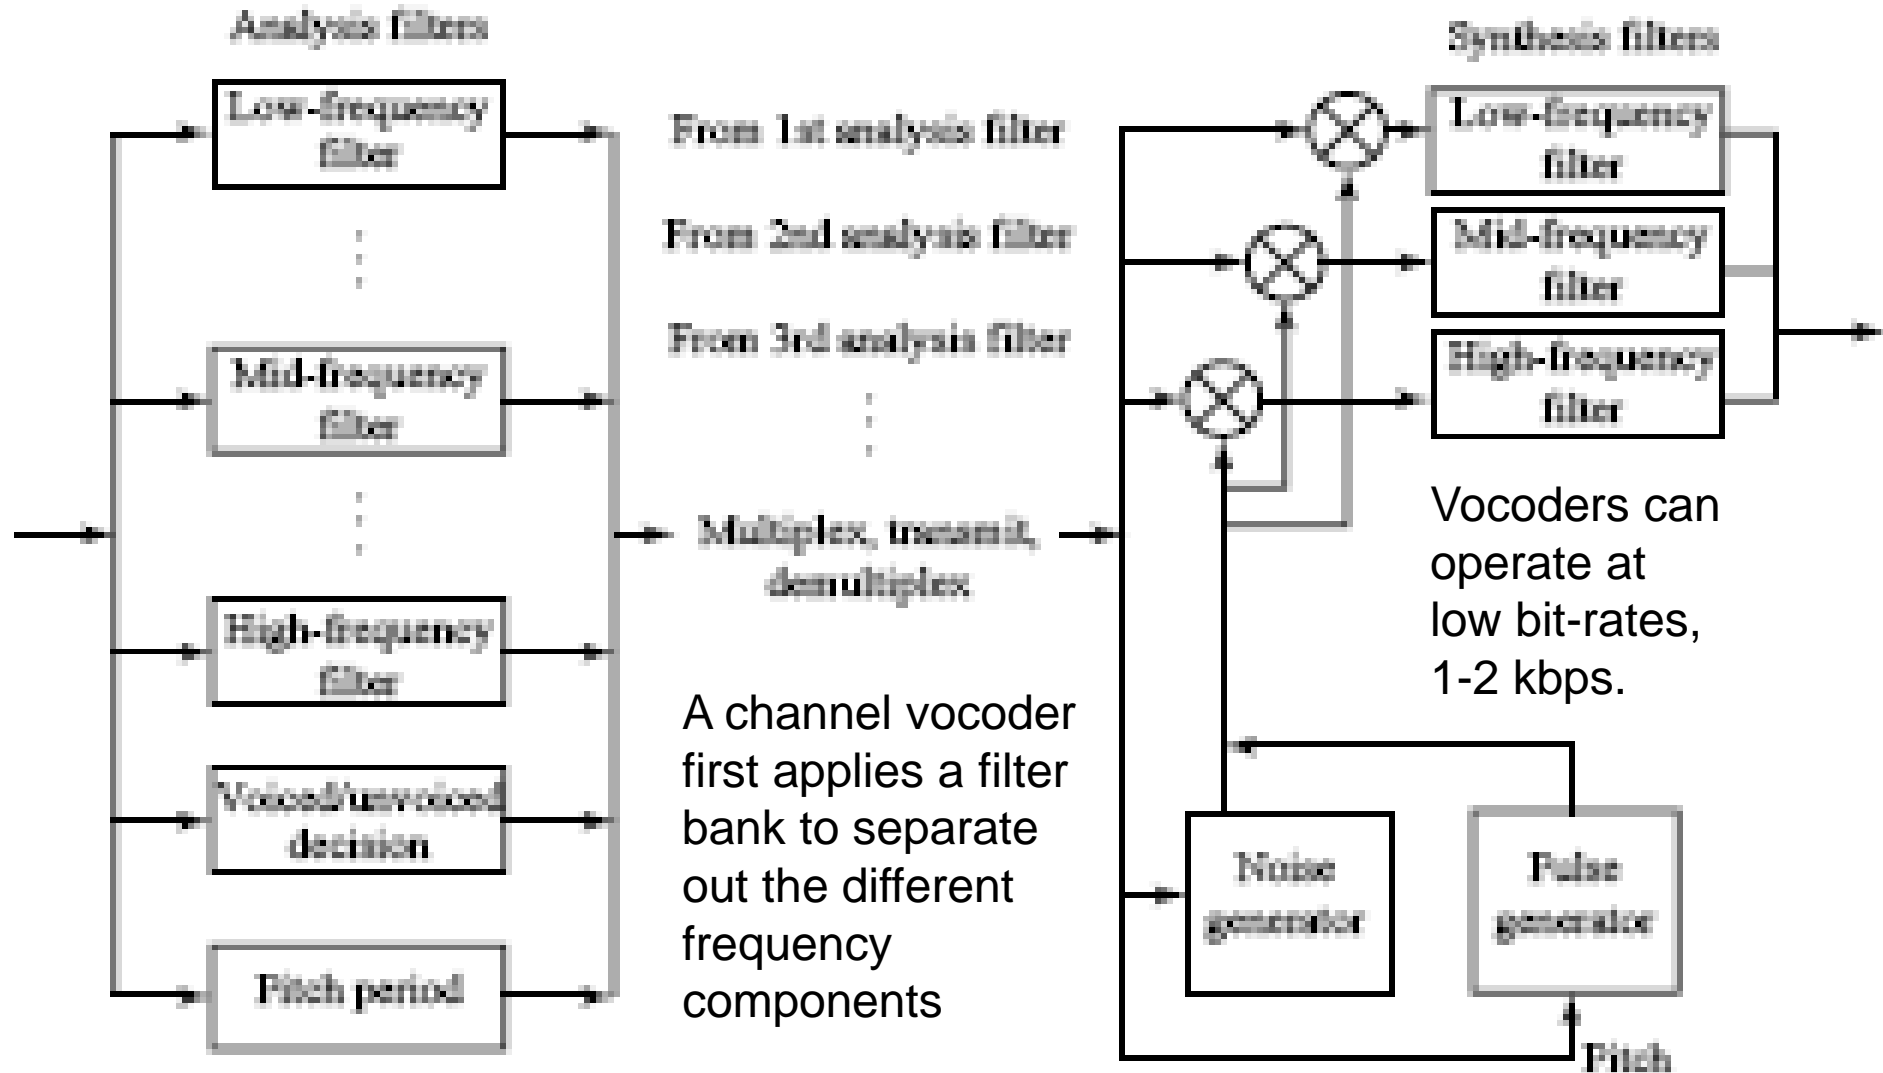 Analysis filters
Low-frequency
filter
Mid-frequency
filter
High-frequency
filter
Voiced/unvoiced
decision
Pitch period
From 1st analysis filter
From 2nd analysis filter
From 3rd analysis filter
Multiplex, transmit,
demultiplex
A channel vocoder
first applies a filter
bank to separate
out the different
frequency
components
Synthesis filters
Low-frequency
filter
Mid-frequency
filter
High-frequency
filter
Vocoders can
operate at
low bit-rates,
1-2 kbps.
Noise
generator
Pulse
generator
Pitch